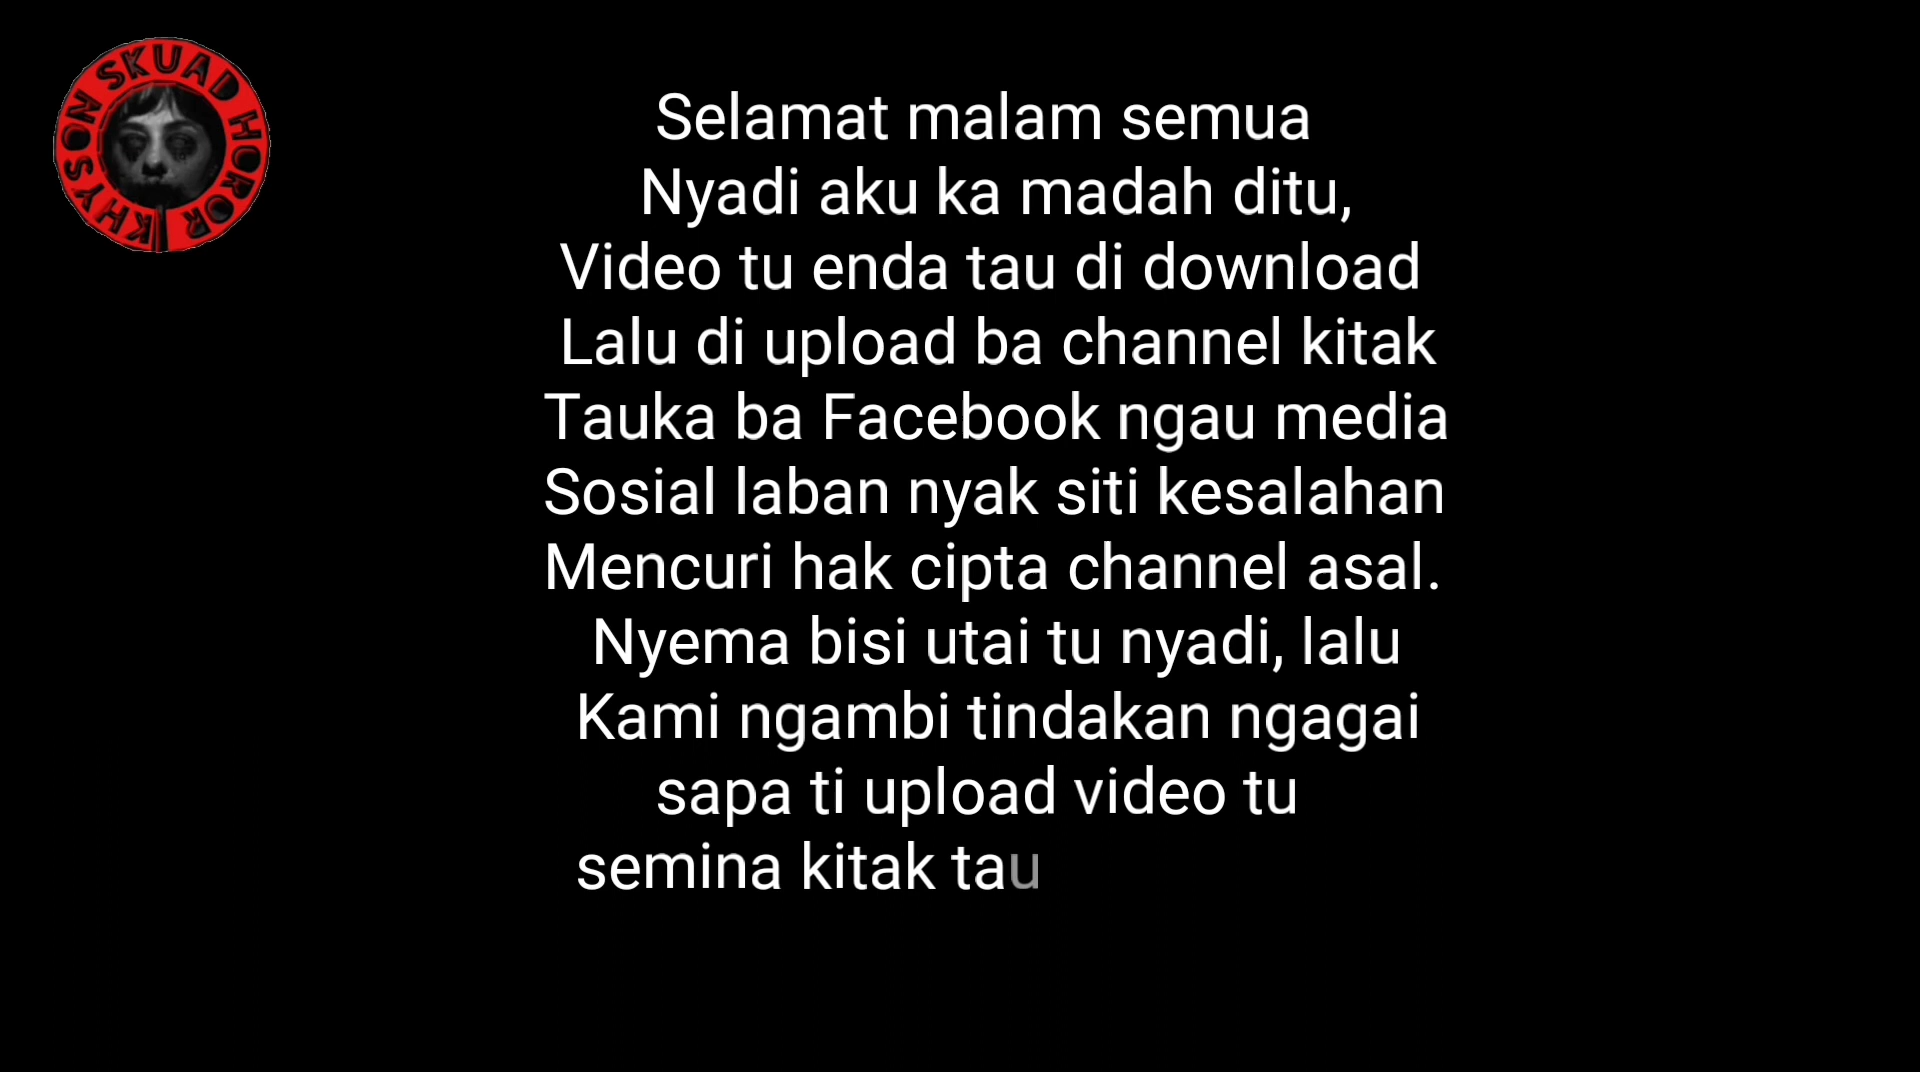 KHYSON SKUAD HOROR
Selamat malam semua
Nyadi aku ka madah ditu,
Video tu enda tau di download
Lalu di upload ba channel kitak
Tauka ba Facebook ngau media
Sosial laban nyak siti kesalahan
Mencuri hak cipta channel asal.
Nyema bisi utai tu nyadi, lalu
Kami ngambi tindakan ngagai
sapa ti upload video tu
semina kitak tau